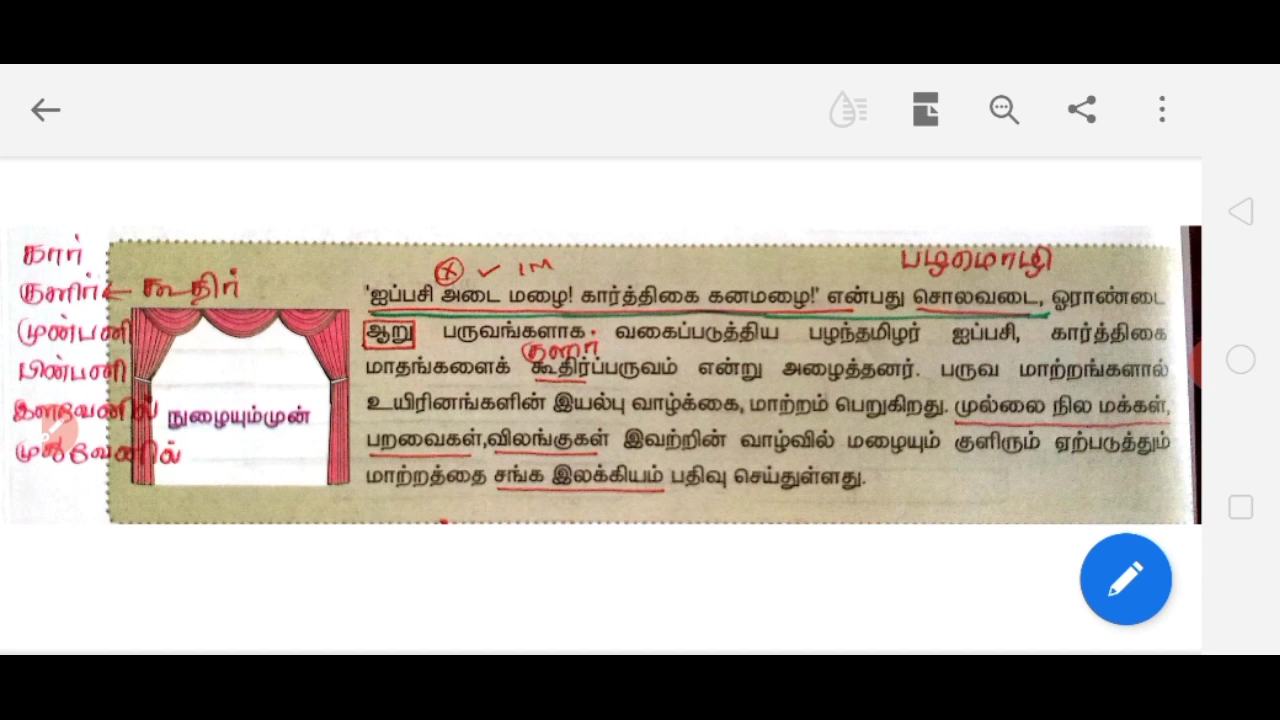 கார்
குளிர் ← கூதிர்
முன்பனி
பின்பனி
இளவேனில்
முதுவேனில்
நுழையும்முன்
✓ 1M
பழமொழி
'ஐப்பசி அடை மழை! கார்த்திகை கனமழை!' என்பது சொலவடை, ஓராண்டை
ஆறு பருவங்களாக வகைப்படுத்திய பழந்தமிழர் ஐப்பசி, கார்த்திகை
குளிர்
மாதங்களைக் கூதிர்ப்பருவம் என்று அழைத்தனர். பருவ மாற்றங்களால்
உயிரினங்களின் இயல்பு வாழ்க்கை, மாற்றம் பெறுகிறது. முல்லை நில மக்கள்,
பறவைகள்,விலங்குகள் இவற்றின் வாழ்வில் மழையும் குளிரும் ஏற்படுத்தும்
மாற்றத்தை சங்க இலக்கியம் பதிவு செய்துள்ளது.